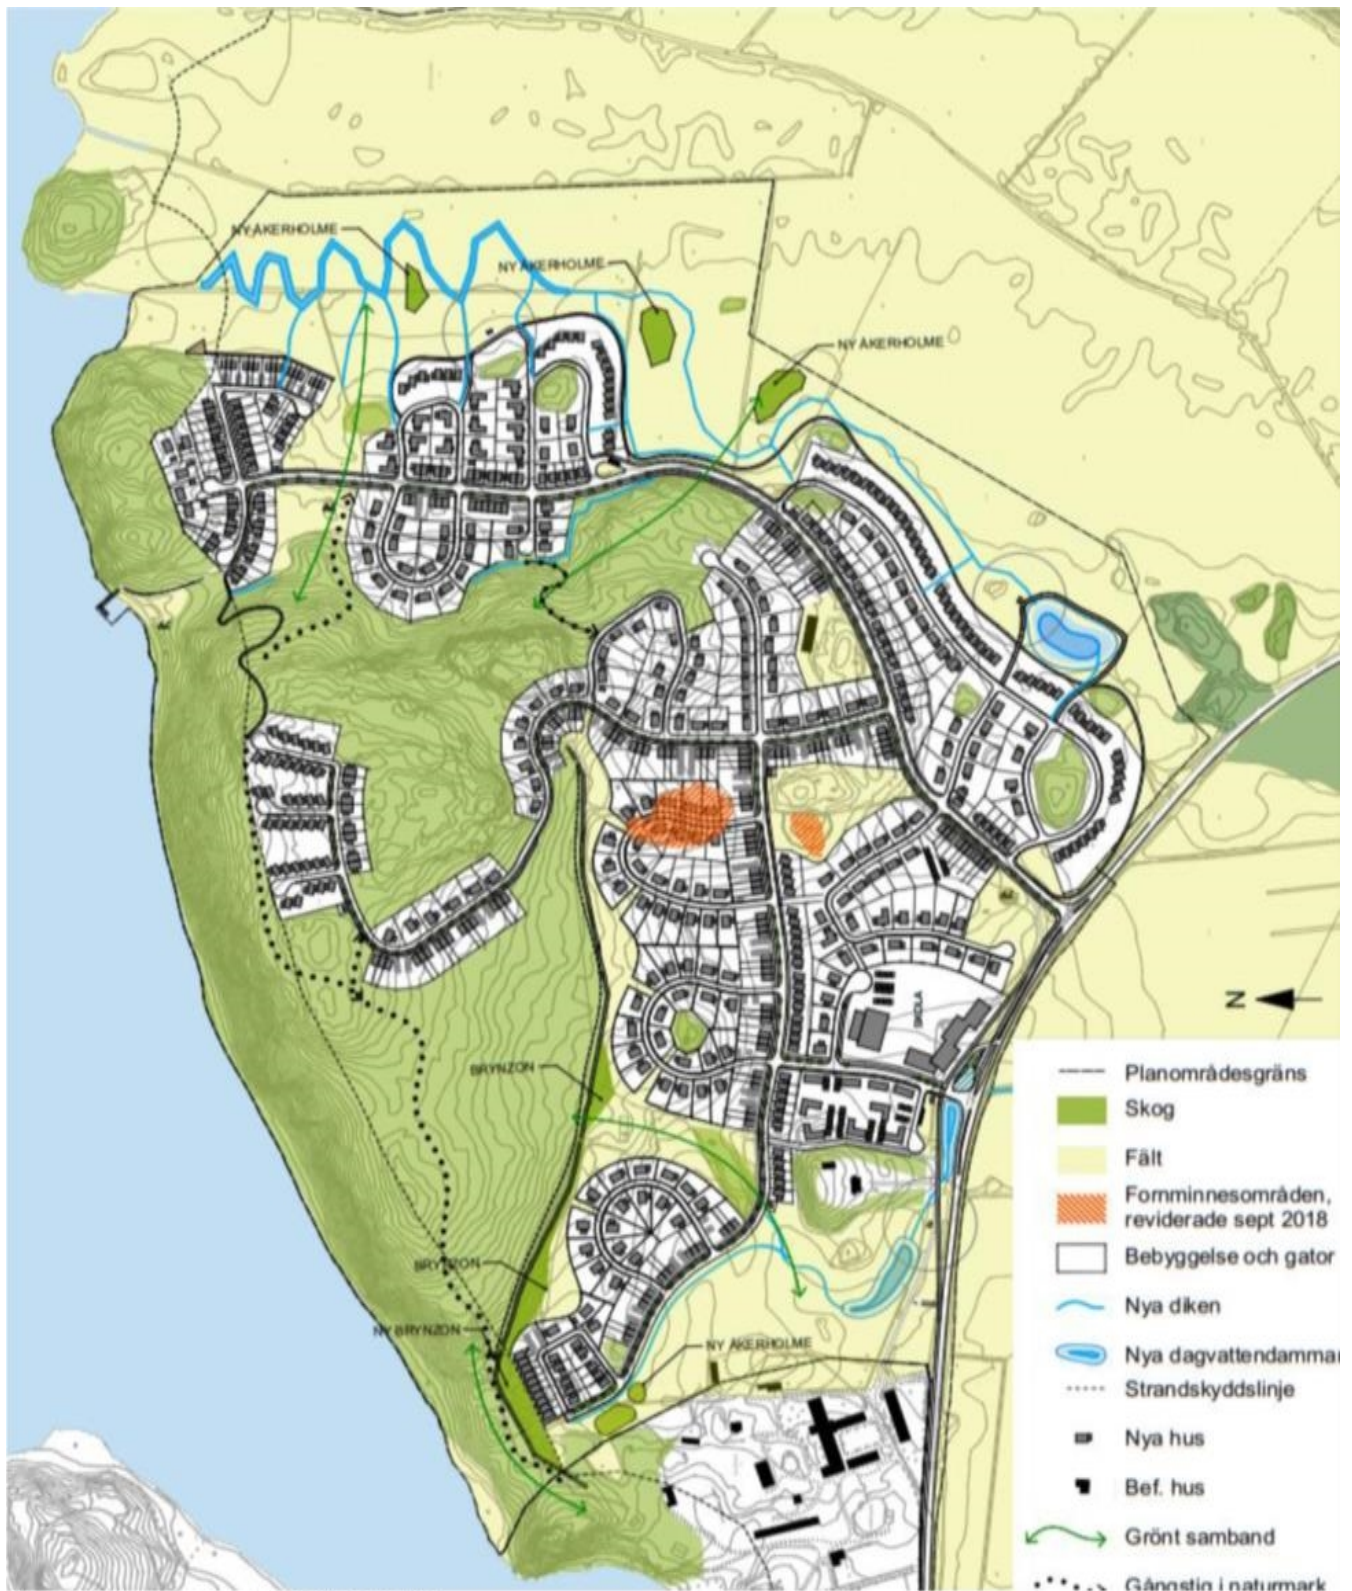 NY ÅKERHOLME
NY ÅKERHOLME
NY ÅKERHOLME
N
SKOLA
BRYNZON
BRYNZON
NY BRYNZON
NY ÅKERHOLME
Planområdesgräns
Skog
Fält
Fornminnesområden,
reviderade sept 2018
Bebyggelse och gator
Nya diken
Nya dagvattendammar
Strandskyddslinje
Nya hus
Bef. hus
Grönt samband
Gångstig i naturmark